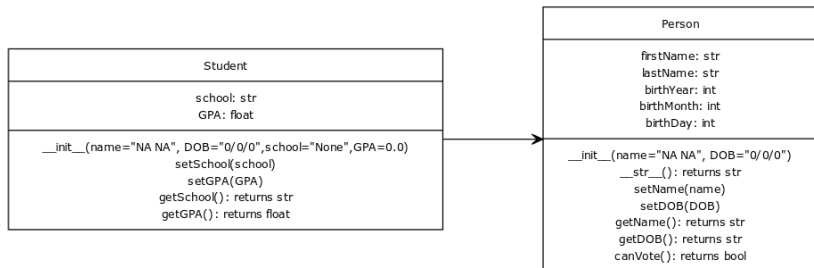 Student
school: str
GPA: float
__init__(name="NA NA", DOB="0/0/0",school="None",GPA=0.0)
setSchool(school)
setGPA(GPA)
getSchool(): returns str
getGPA(): returns float
Person
firstName: str
lastName: str
birthYear: int
birthMonth: int
birthDay: int
__init__(name="NA NA", DOB="0/0/0")
__str__(): returns str
setName(name)
setDOB(DOB)
getName(): returns str
getDOB(): returns str
canVote(): returns bool